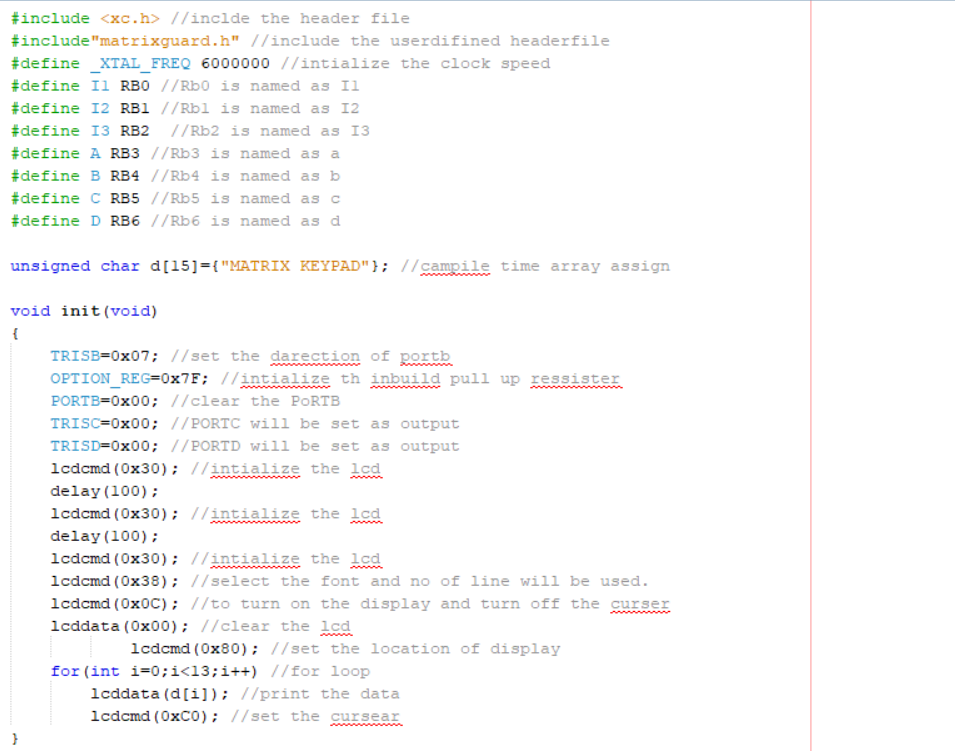 #include <xc.h> //inclde the header file
#include"matrixguard.h" //include the userdifined headerfile
#define _XTAL_FREQ 6000000 //intialize the clock speed
#define I1 RB0 //Rb0 is named as I1
#define I2 RB1 //Rb1 is named as I2
#define I3 RB2  //Rb2 is named as I3
#define A RB3 //Rb3 is named as a
#define B RB4 //Rb4 is named as b
#define C RB5 //Rb5 is named as c
#define D RB6 //Rb6 is named as d

unsigned char d[15]={"MATRIX KEYPAD"}; //campile time array assign

void init(void)
{
    TRISB=0x07; //set the darection of portb
    OPTION_REG=0x7F; //intialize th inbuild pull up ressister
    PORTB=0x00; //clear the PoRTB
    TRISC=0x00; //PORTC will be set as output
    TRISD=0x00; //PORTD will be set as output
    lcdcmd(0x30); //intialize the lcd
    delay(100);
    lcdcmd(0x30); //intialize the lcd
    delay(100);
    lcdcmd(0x30); //intialize the lcd
    lcdcmd(0x38); //select the font and no of line will be used.
    lcdcmd(0x0C); //to turn on the display and turn off the curser
    lcddata(0x00); //clear the lcd
            lcdcmd(0x80); //set the location of display
    for(int i=0;i<13;i++) //for loop
        lcddata(d[i]); //print the data
        lcdcmd(0xC0); //set the cursear
}